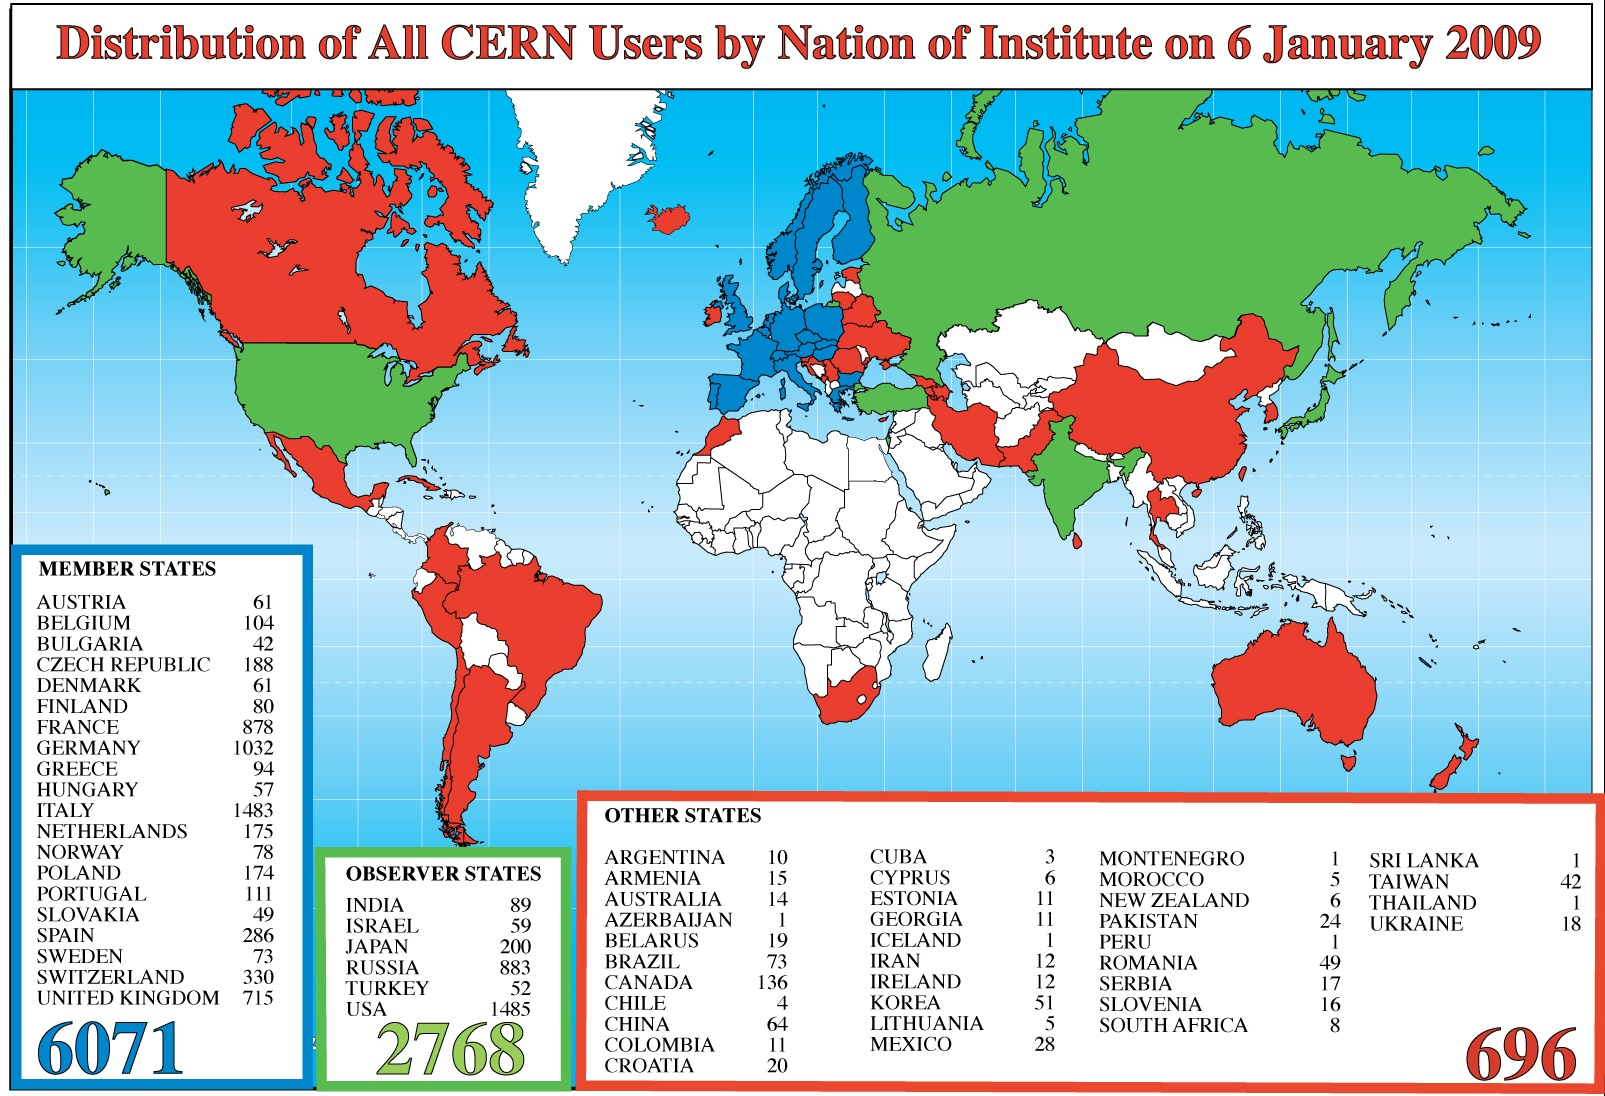 Distribution of All CERN Users by Nation of Institute on 6 January 2009
MEMBER STATES
AUSTRIA 61
BELGIUM 104
BULGARIA 42
CZECH REPUBLIC 188
DENMARK 61
FINLAND 80
FRANCE 878
GERMANY 1032
GREECE 94
HUNGARY 57
ITALY 1483
NETHERLANDS 175
NORWAY 78
POLAND 174
PORTUGAL 111
SLOVAKIA 49
SPAIN 286
SWEDEN 73
SWITZERLAND 330
UNITED KINGDOM 715
6071
OBSERVER STATES
INDIA 89
ISRAEL 59
JAPAN 200
RUSSIA 883
TURKEY 52
USA 1485
2768
OTHER STATES
ARGENTINA 10
ARMENIA 15
AUSTRALIA 14
AZERBAIJAN 1
BELARUS 19
BRAZIL 73
CANADA 136
CHILE 4
CHINA 64
COLOMBIA 11
CROATIA 20
CUBA 3
CYPRUS 6
ESTONIA 11
GEORGIA 11
ICELAND 1
IRAN 12
IRELAND 12
KOREA 51
LITHUANIA 5
MEXICO 28
MONTENEGRO 1
MOROCCO 5
NEW ZEALAND 6
PAKISTAN 24
PERU 1
ROMANIA 49
SERBIA 17
SLOVENIA 16
SOUTH AFRICA 8
SRI LANKA 1
TAIWAN 42
THAILAND 1
UKRAINE 18
696